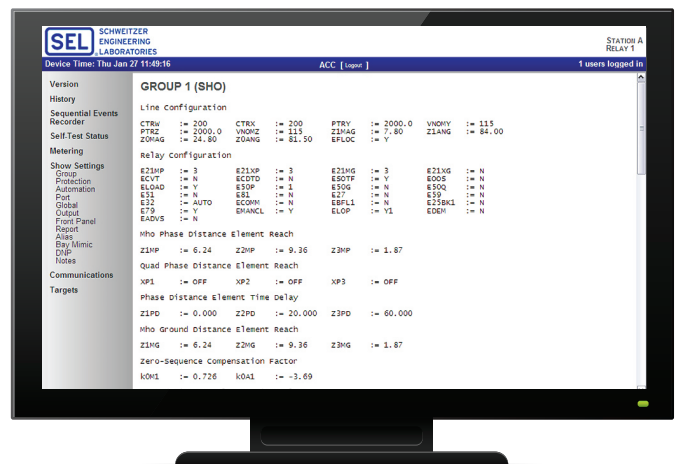 SEL SCHWEITZER
ENGINEERING
LABORATORIES
STATION A
RELAY 1
Device Time: Thu Jan 27 11:49:16 ACC [ Logout ] 1 users logged in
Version
History
Sequential Events
Recorder
Self-Test Status
Metering
Show Settings
Group
Protection
Automation
Port
Global
Output
Front Panel
Report
Alias
Bay Mimic
DNP
Notes
Communications
Targets
GROUP 1 (SHO)
Line Configuration
CTRW := 200 CTRX := 200 PTRY := 2000.0 VNOMY := 115
PTRZ := 2000.0 VNOMZ := 115 Z1MAG := 7.80 Z1ANG := 84.00
Z0MAG := 24.80 Z0ANG := 81.50 EFLOC := Y
Relay Configuration
E21MP := 3 E21XP := 3 E21MG := 3 E21XG := N
ECVT := N ECDTD := N ESOTF := Y EOOS := N
ELOAD := Y E50P := 1 E50G := N E50Q := N
E51 := N E81 := N E27 := N E59 := N
E32 := AUTO ECOMM := N EBFL1 := N E25BK1 := N
E79 := Y EMANCL := Y ELOP := Y1 EDEM := N
EADVS := N
Mho Phase Distance Element Reach
Z1MP := 6.24 Z2MP := 9.36 Z3MP := 1.87
Quad Phase Distance Element Reach
XP1 := OFF XP2 := OFF XP3 := OFF
Phase Distance Element Time Delay
Z1PD := 0.000 Z2PD := 20.000 Z3PD := 60.000
Mho Ground Distance Element Reach
Z1MG := 6.24 Z2MG := 9.36 Z3MG := 1.87
Zero-Sequence Compensation Factor
k0M1 := 0.726 k0A1 := -3.69